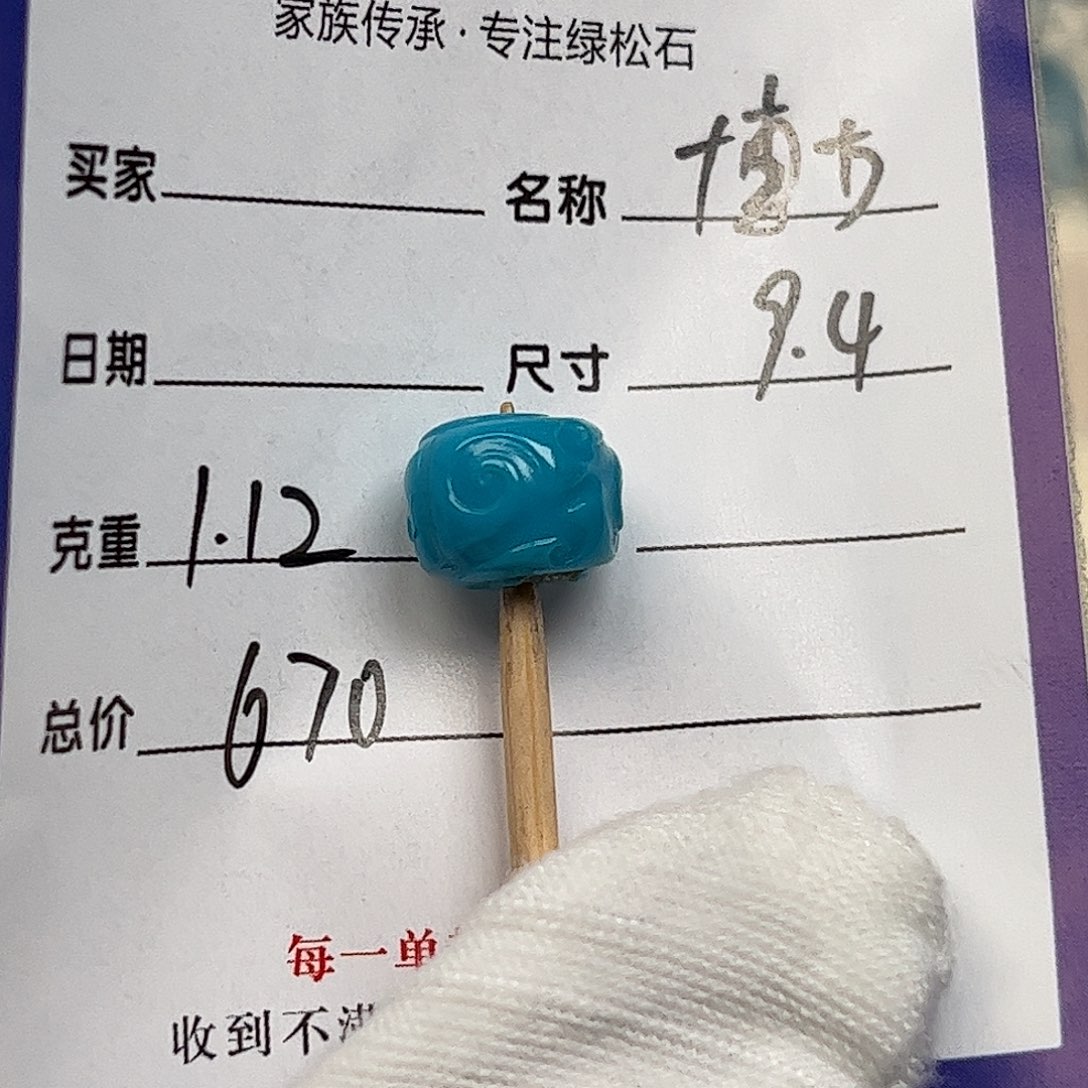 家族传承·专注绿松石
买家 名称
日期 尺寸 9.4
克重 1.12
总价 670
每一单
收到不满